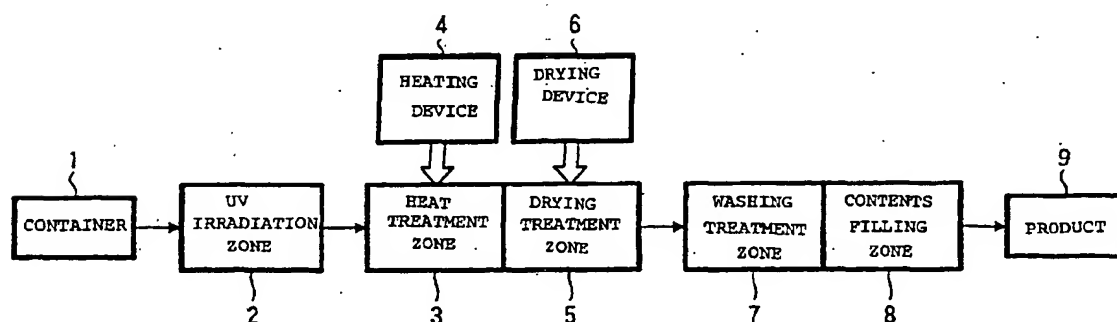 4
6
HEATING
DEVICE
DRYING
DEVICE
1
9
CONTAINER
UV
IRRADIATION
ZONE
HEAT
TREATMENT
ZONE
DRYING
TREATMENT
ZONE
WASHING
TREATMENT
ZONE
CONTENTS
FILLING
ZONE
PRODUCT
2
3
5
7
8